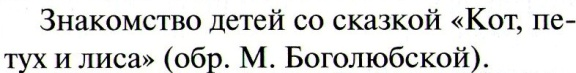 Знакомство детей со сказкой «Кот, пе-
тух и лиса» (обр. М. Боголюбской).